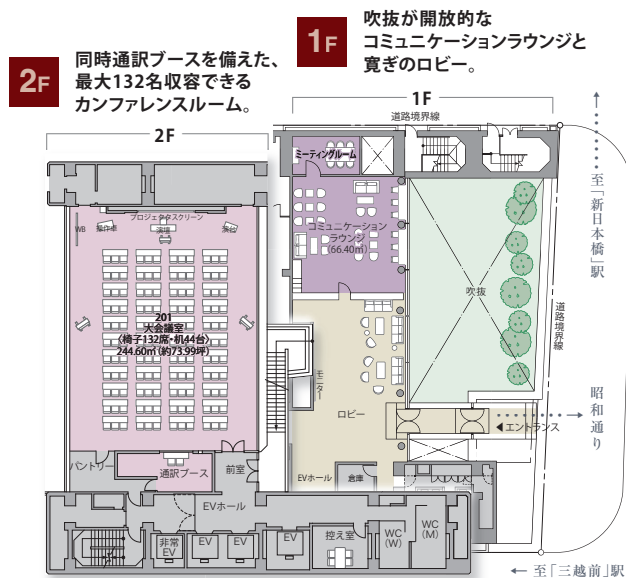 2F
同時通訳ブースを備えた、
最大132名収容できる
カンファレンスルーム。
1F
吹抜が開放的な
コミュニケーションラウンジと
寛ぎのロビー。
2F
1F
道路境界線
ミーティングルーム
プロジェクタスクリーン
WB
操作卓
演壇
演台
コミュニケーション
ラウンジ
(66.40㎡)
吹抜
至「新日本橋」駅
道路境界線
201
大会議室
〈椅子132席・机44台〉
244.60㎡(約73.99坪)
モニター
ロビー
エントランス
昭和通り
パントリー
通訳ブース
前室
EVホール
倉庫
EVホール
非常
EV
EV
EV
EV
控え室
WC
(W)
WC
(M)
← 至「三越前」駅